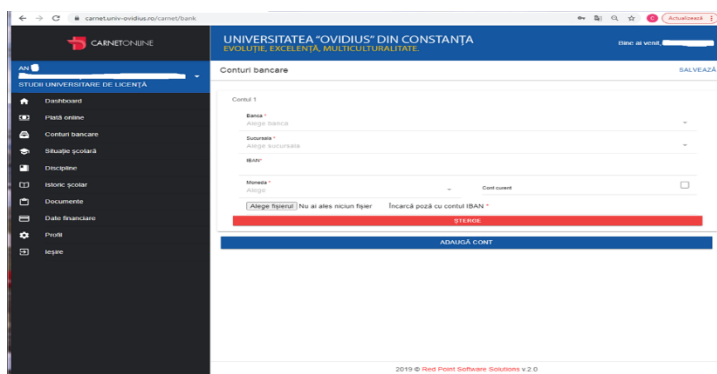 carnet.univ-ovidius.ro/carnet/bank
Actualizează
CARNETONLINE
UNIVERSITATEA "OVIDIUS" DIN CONSTANȚA
EVOLUȚIE, EXCELENȚĂ, MULTICULTURALITATE.
Bine ai venit,
AN
STUDII UNIVERSITARE DE LICENȚĂ
Conturi bancare
SALVEAZĂ
Dashboard
Plată online
Conturi bancare
Situație școlară
Discipline
Istoric școlar
Documente
Date financiare
Profil
Ieșire
Contul 1
Banca *
Alege banca
Sucursala *
Alege sucursala
IBAN*
Moneda *
Alege
Cont curent
Alege fișierul Nu ai ales niciun fișier Încarcă poză cu contul IBAN *
ȘTERGE
ADAUGĂ CONT
2019 © Red Point Software Solutions v.2.0